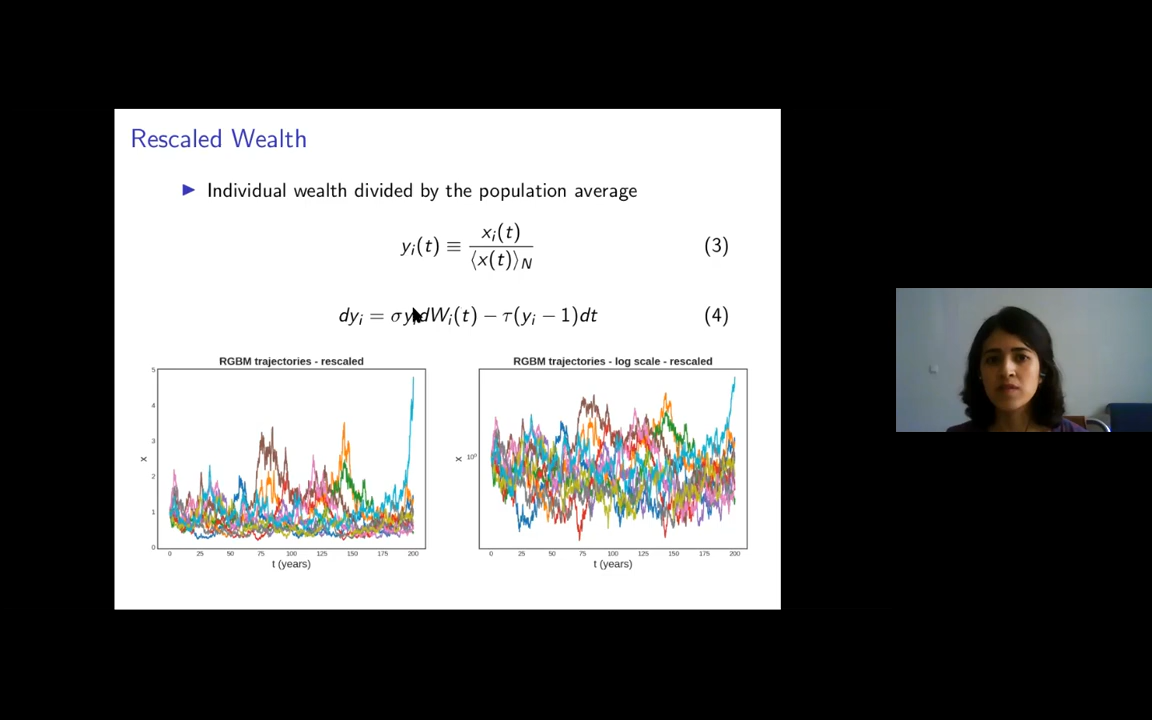 Rescaled Wealth
▶ Individual wealth divided by the population average
yᵢ(t) ≡ xᵢ(t) / ⟨x(t)⟩_N (3)
dyᵢ = σyᵢdWᵢ(t) − τ(yᵢ − 1)dt (4)
RGBM trajectories - rescaled
5
4
3
2
1
0
x
0 25 50 75 100 125 150 175 200
t (years)
RGBM trajectories - log scale - rescaled
10⁰
x
0 25 50 75 100 125 150 175 200
t (years)